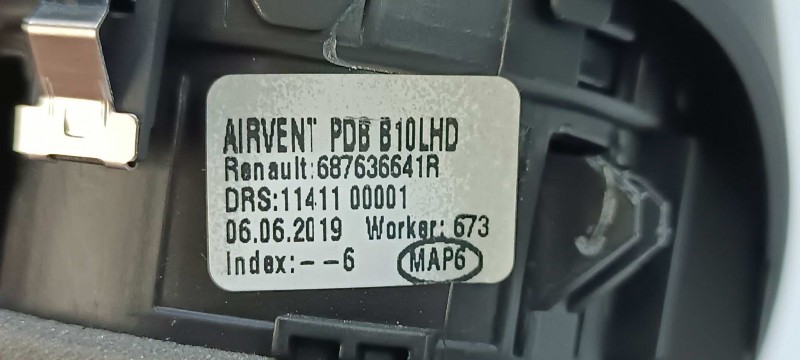 AIRVENT PDB B10LHD
Renault:687636641R
DRS:11411 00001
06.06.2019 Worker: 673
Index:--6 MAP6